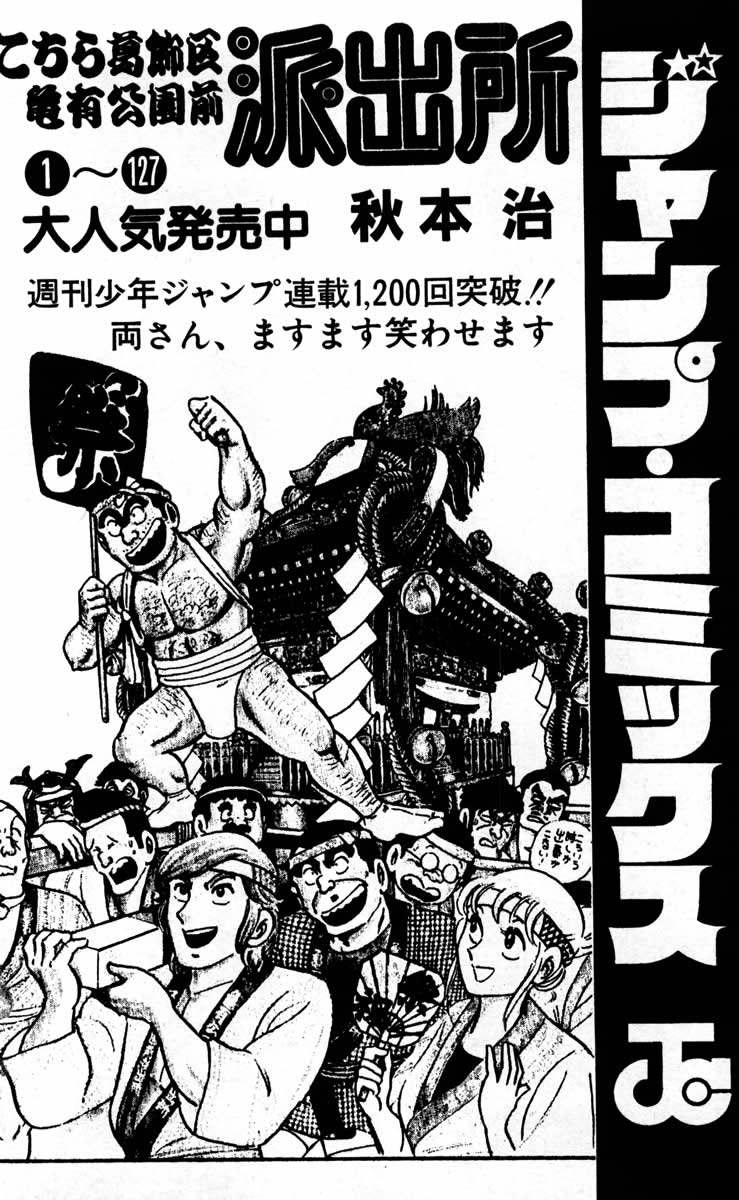 ジャンプ・コミックス
こちら葛飾区
亀有公園前
派出所
1～127
大人気発売中 秋本 治
週刊少年ジャンプ連載1,200回突破!!
両さん、ますます笑わせます
祭